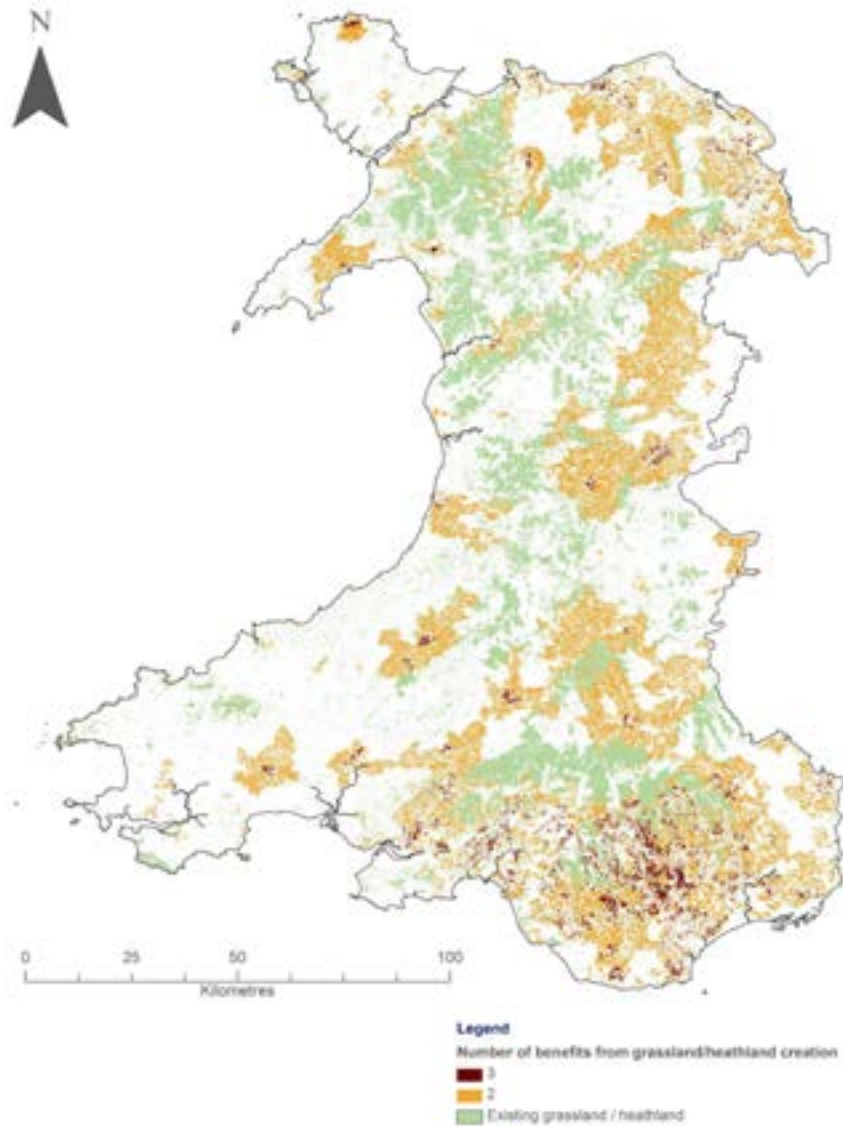 N
0 25 50 100
Kilometres
Legend
Number of benefits from grassland/heathland creation
3
2
Existing grassland / heathland